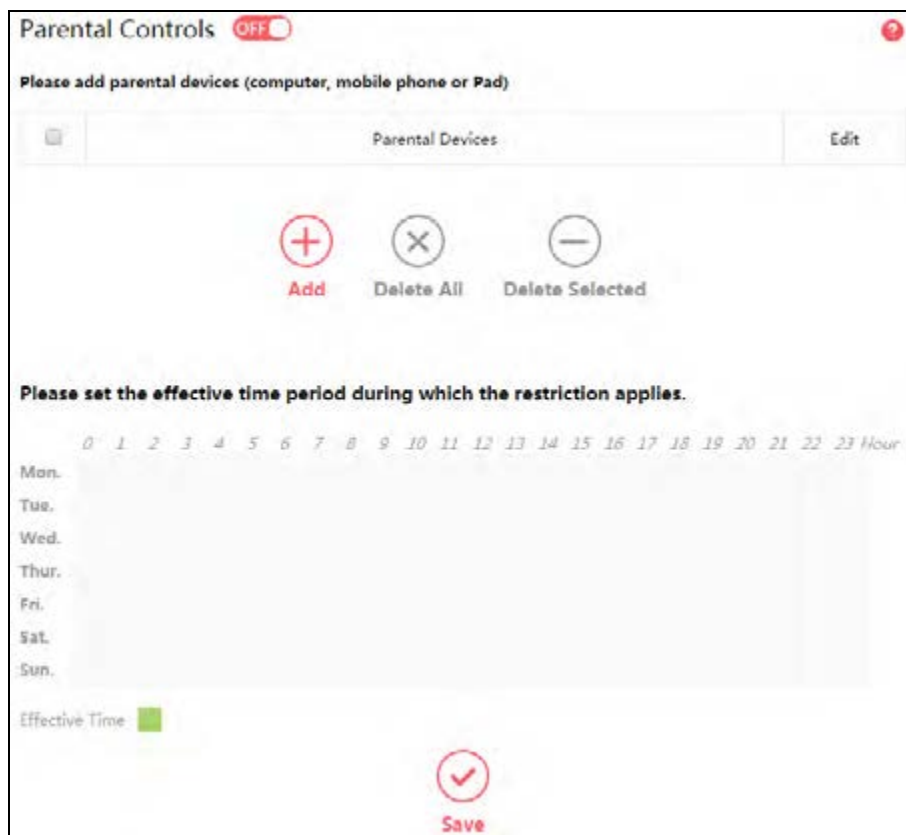 Parental Controls OFF ?
Please add parental devices (computer, mobile phone or Pad)
Parental Devices Edit
Add Delete All Delete Selected
Please set the effective time period during which the restriction applies.
0 1 2 3 4 5 6 7 8 9 10 11 12 13 14 15 16 17 18 19 20 21 22 23 Hour
Mon.
Tue.
Wed.
Thur.
Fri.
Sat.
Sun.
Effective Time
Save